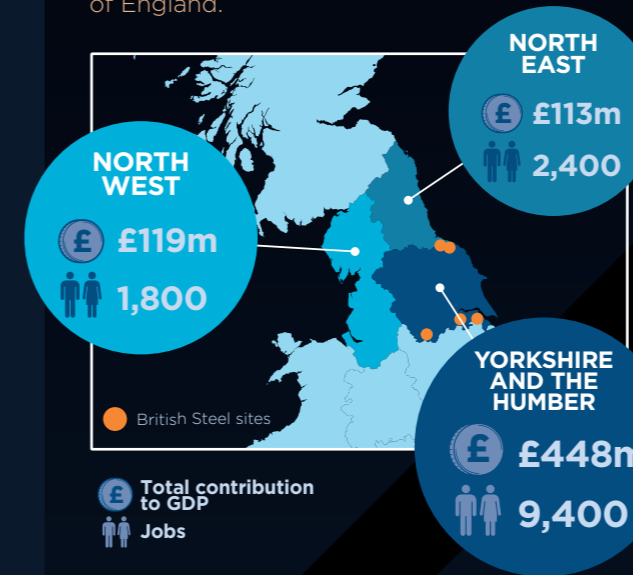 of England.
NORTH
EAST
£
£113m
2,400
NORTH
WEST
£
£119m
1,800
YORKSHIRE
AND THE
HUMBER
£
£448m
9,400
British Steel sites
£
Total contribution
to GDP
Jobs